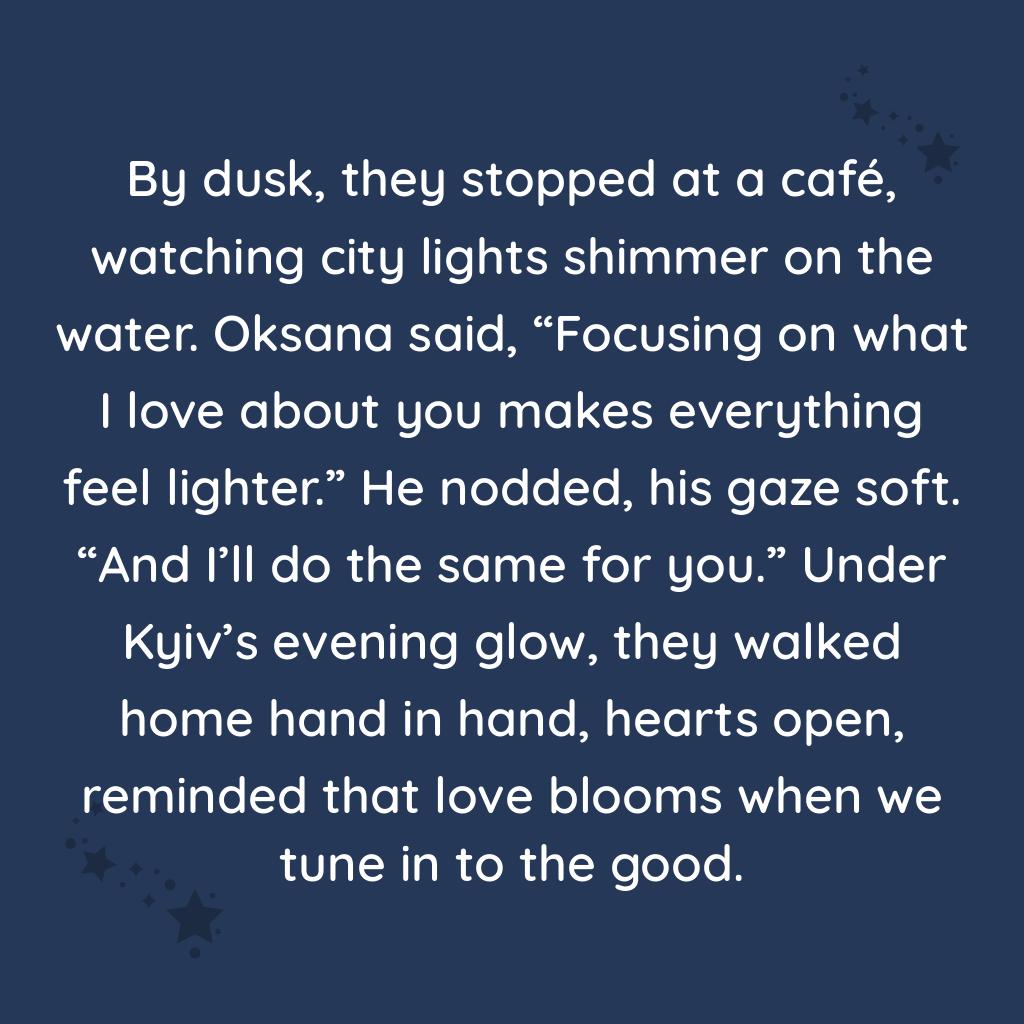 By dusk, they stopped at a café,
watching city lights shimmer on the
water. Oksana said, “Focusing on what
I love about you makes everything
feel lighter.” He nodded, his gaze soft.
“And I’ll do the same for you.” Under
Kyiv’s evening glow, they walked
home hand in hand, hearts open,
reminded that love blooms when we
tune in to the good.